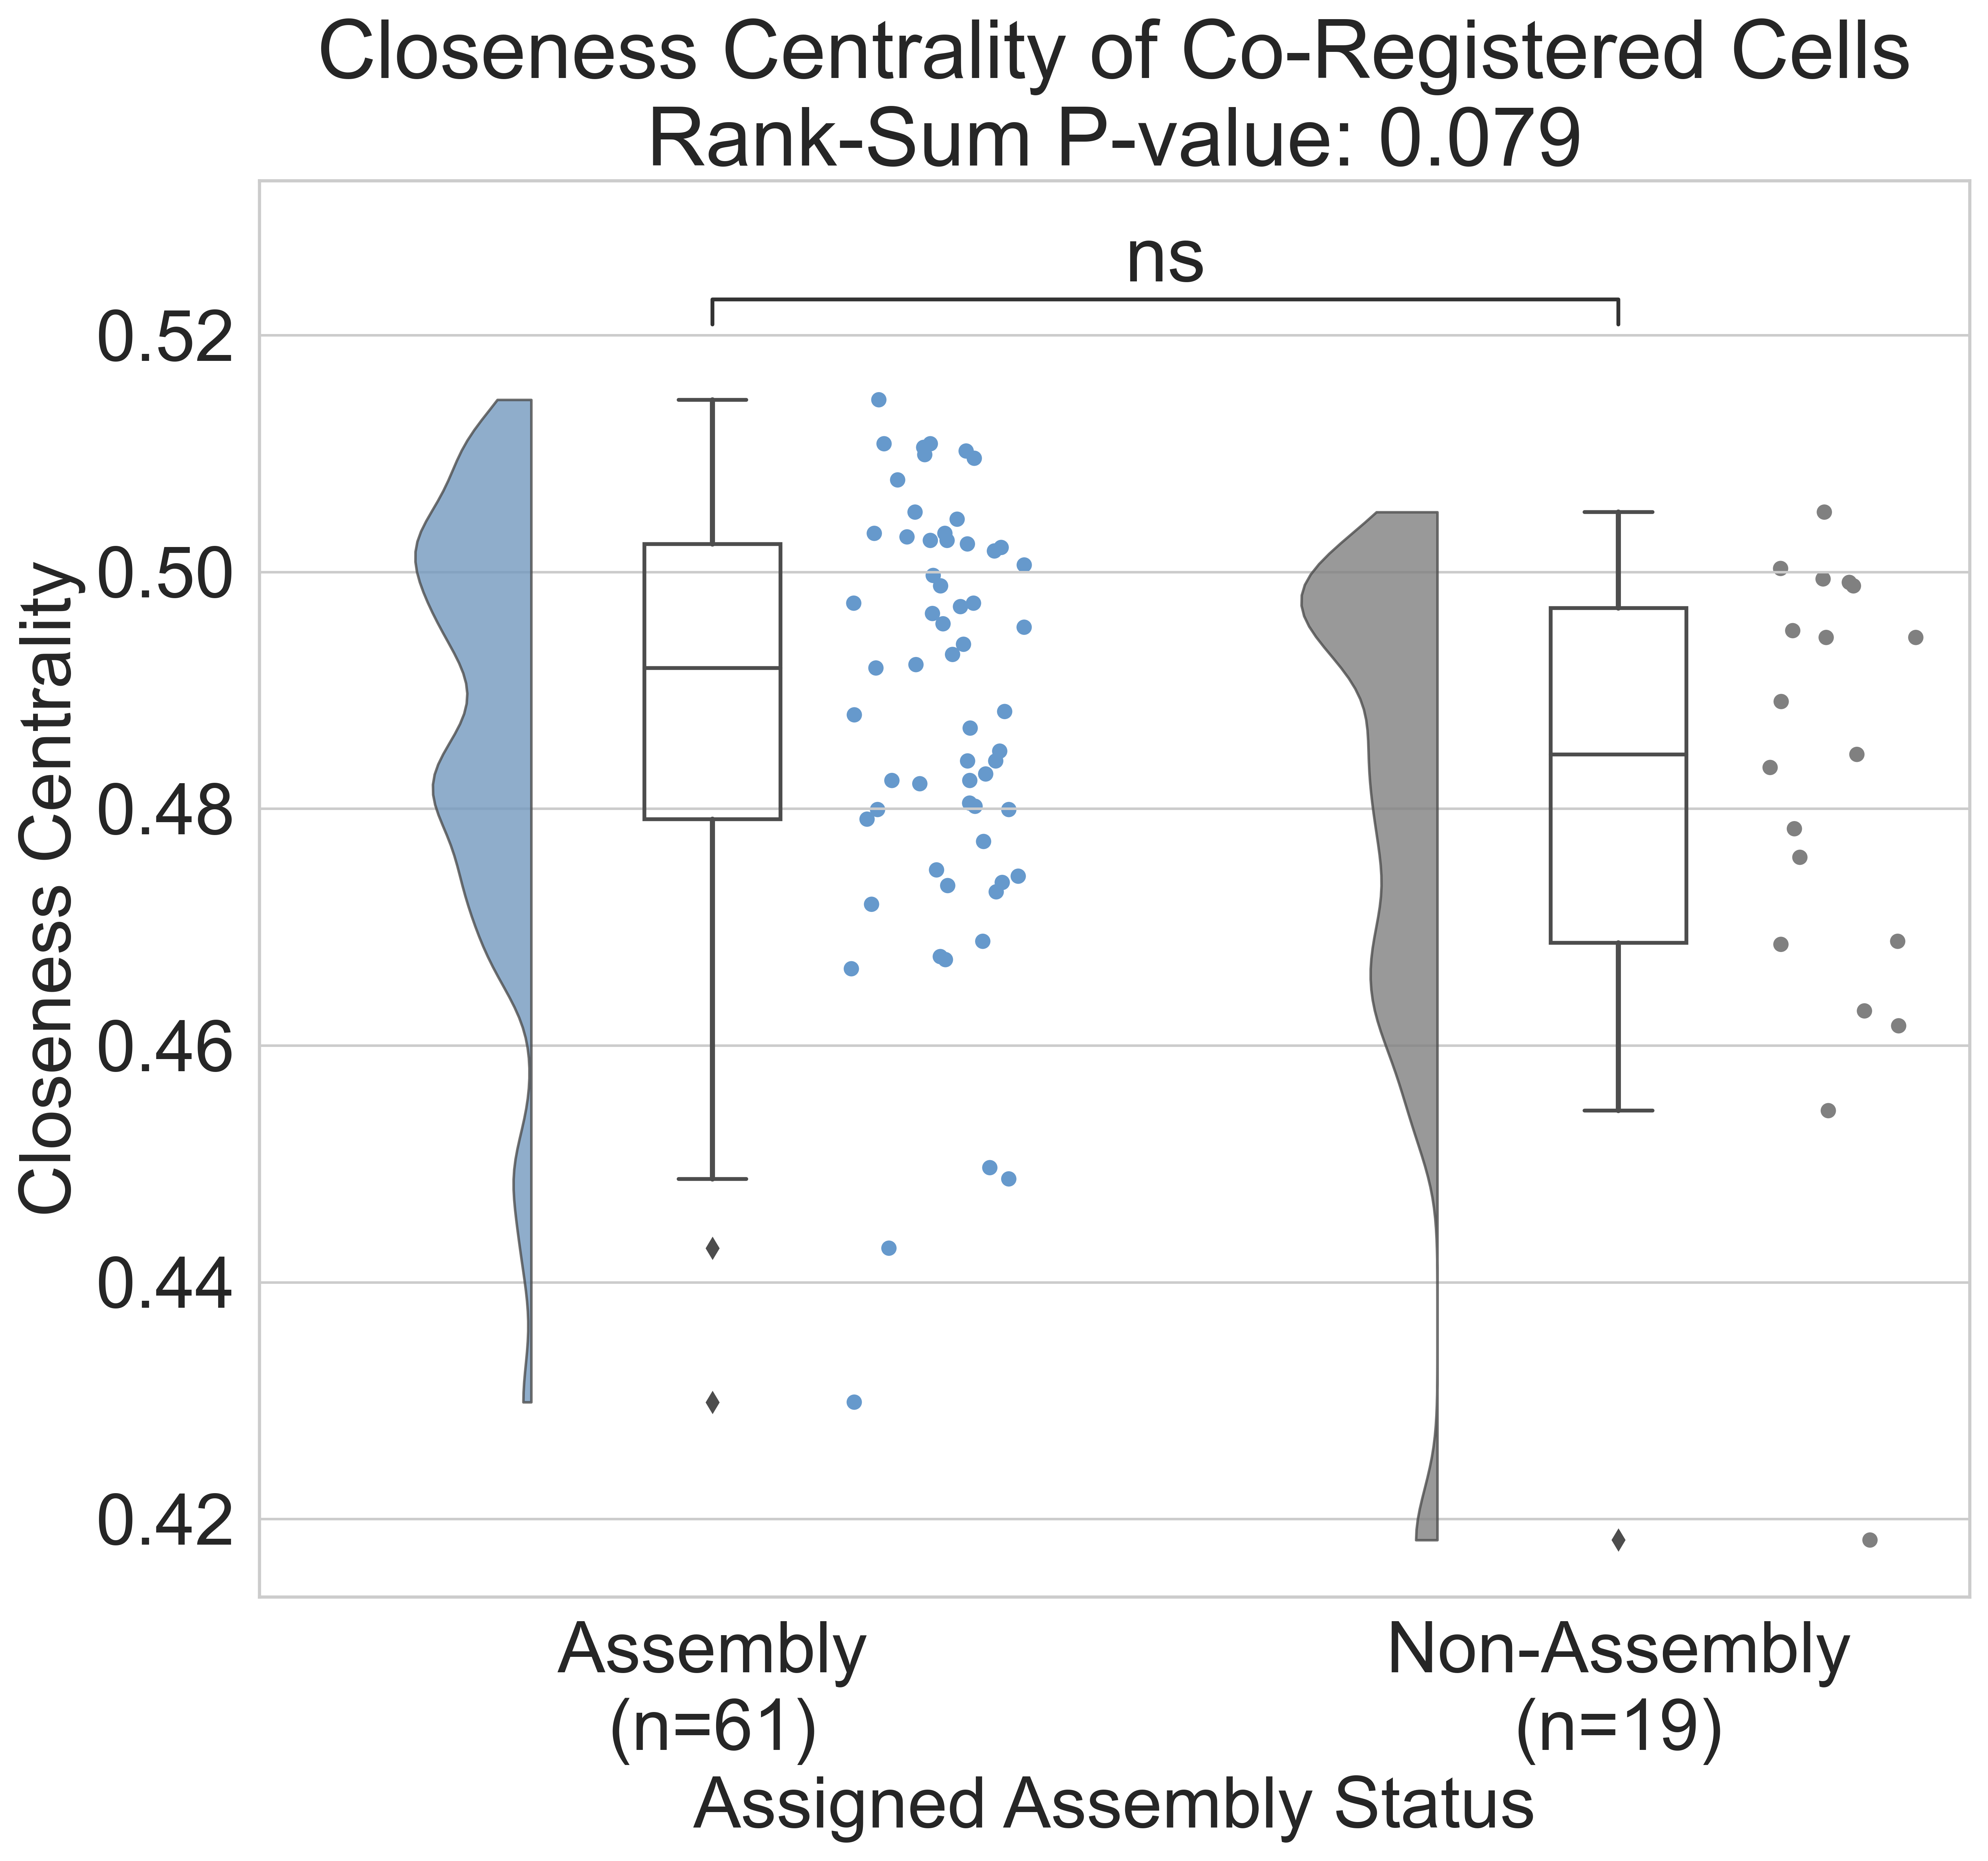 Closeness Centrality of Co-Registered Cells
Rank-Sum P-value: 0.079
ns
0.52
0.50
0.48
0.46
0.44
0.42
Closeness Centrality
Assembly
(n=61)
Non-Assembly
(n=19)
Assigned Assembly Status